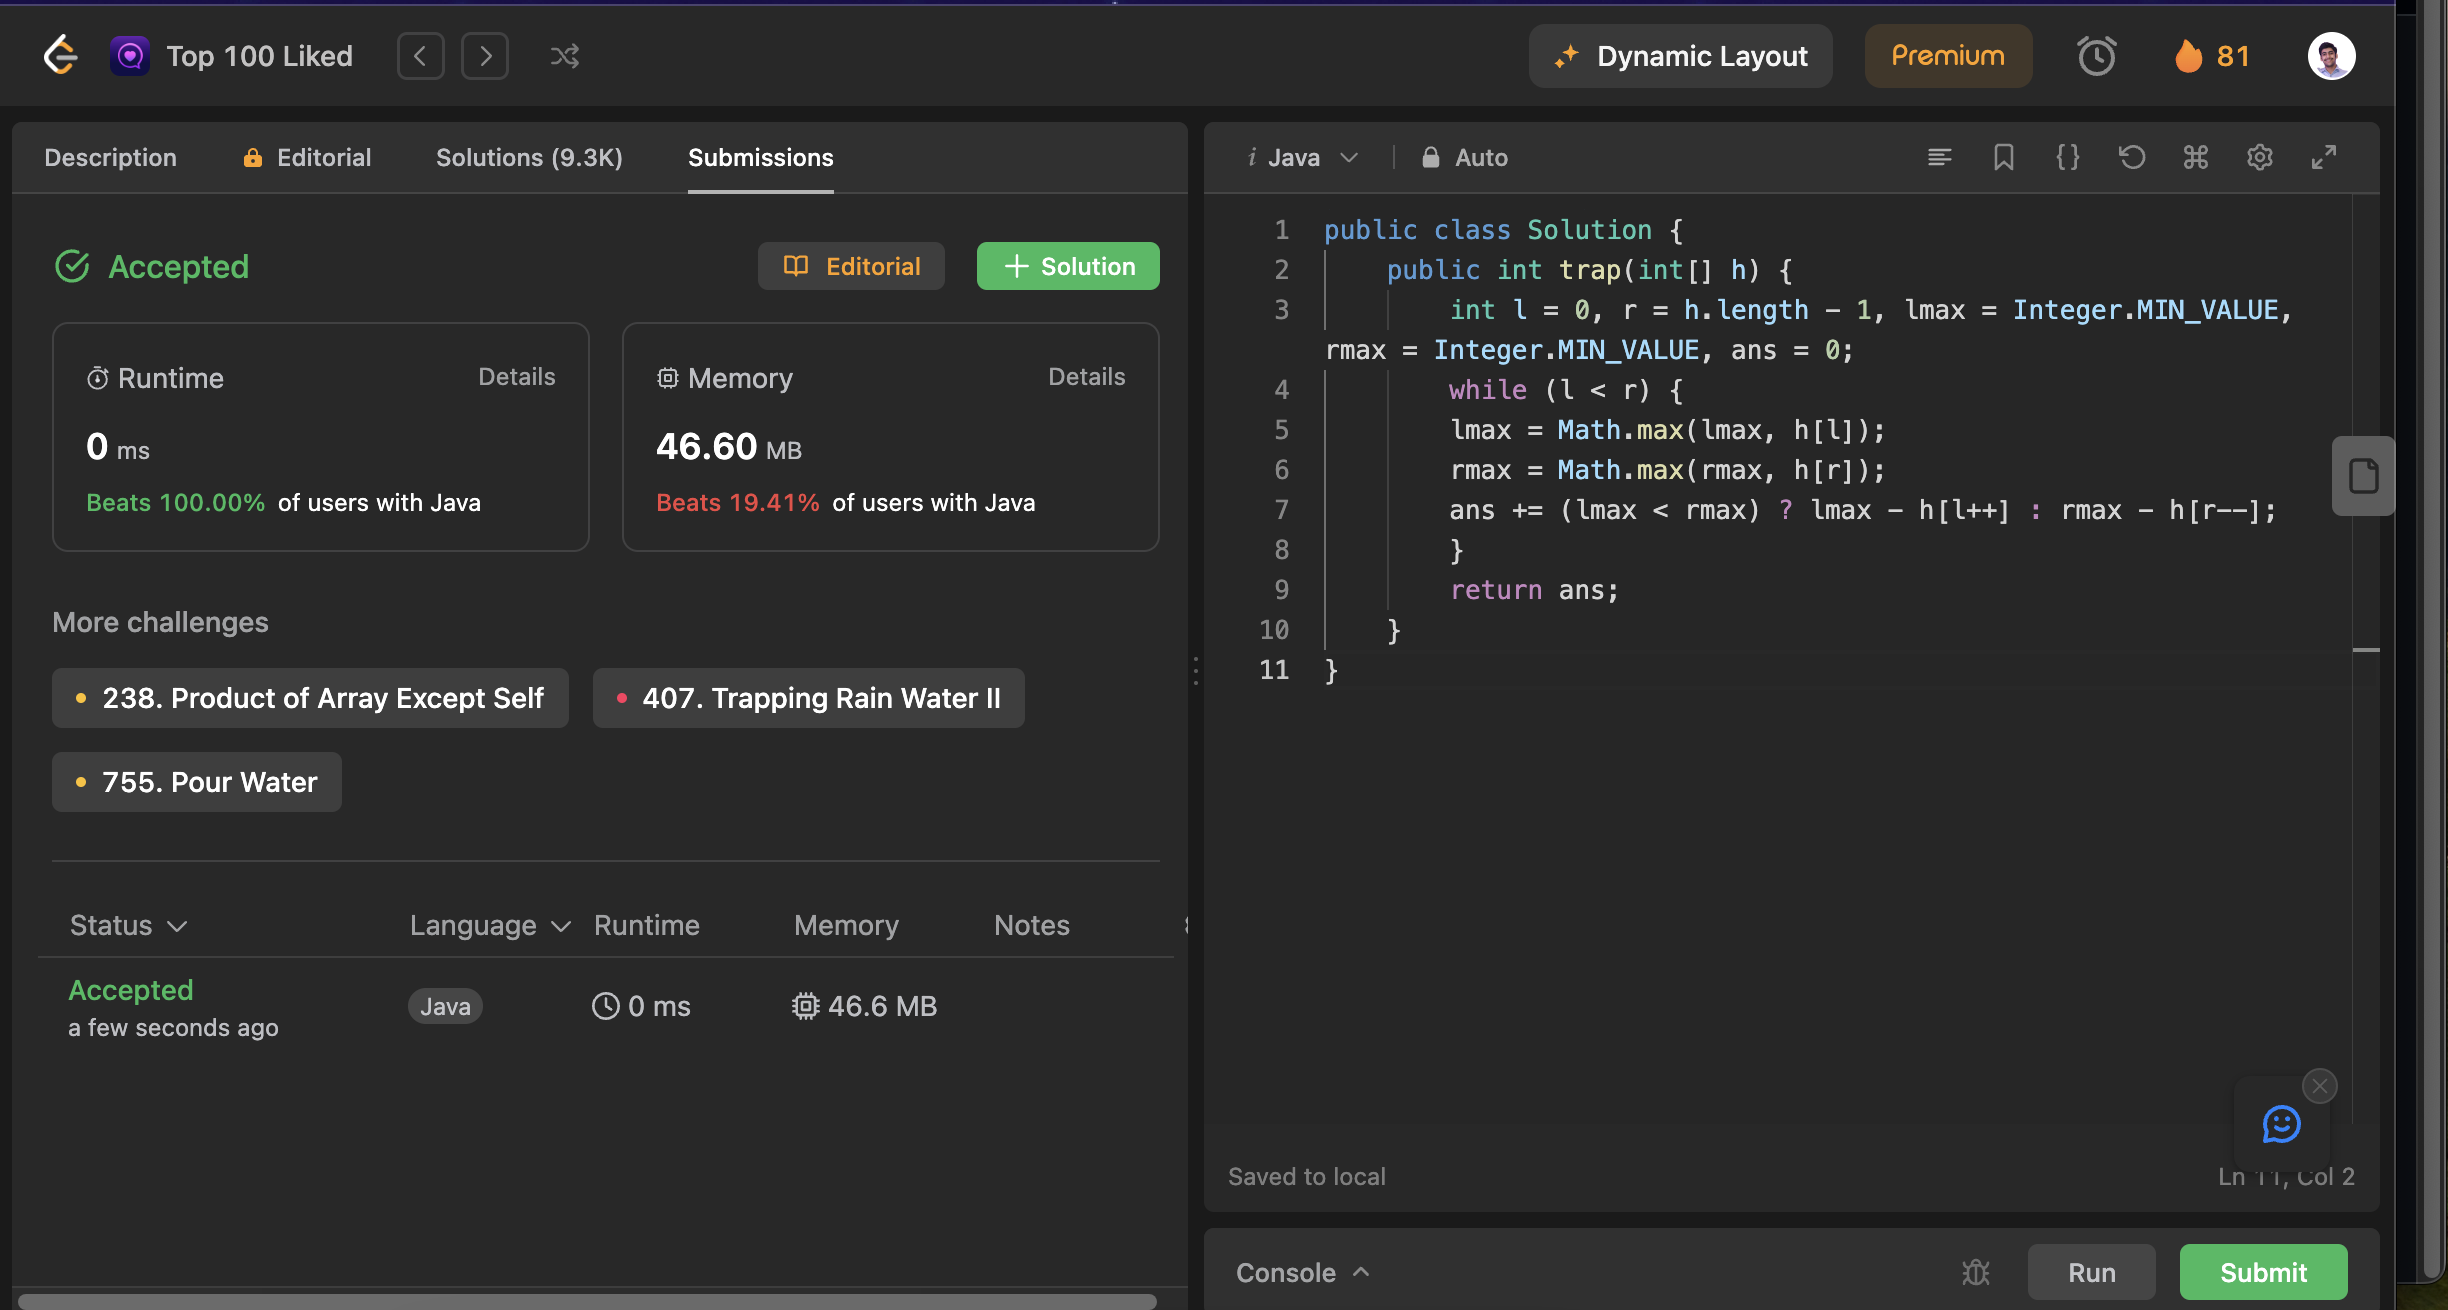 Top 100 Liked
Dynamic Layout
Premium
81
Description
Editorial
Solutions (9.3K)
Submissions
Accepted
Editorial
Solution
Runtime
Details
0 ms
Beats 100.00% of users with Java
Memory
Details
46.60 MB
Beats 19.41% of users with Java
More challenges
238. Product of Array Except Self
407. Trapping Rain Water II
755. Pour Water
Status
Language
Runtime
Memory
Notes
Accepted
a few seconds ago
Java
0 ms
46.6 MB
i Java
Auto
1 public class Solution {
2 public int trap(int[] h) {
3 int l = 0, r = h.length - 1, lmax = Integer.MIN_VALUE,
rmax = Integer.MIN_VALUE, ans = 0;
4 while (l < r) {
5 lmax = Math.max(lmax, h[l]);
6 rmax = Math.max(rmax, h[r]);
7 ans += (lmax < rmax) ? lmax - h[l++] : rmax - h[r--];
8 }
9 return ans;
10 }
11 }
Saved to local
Ln 11, Col 2
Console
Run
Submit